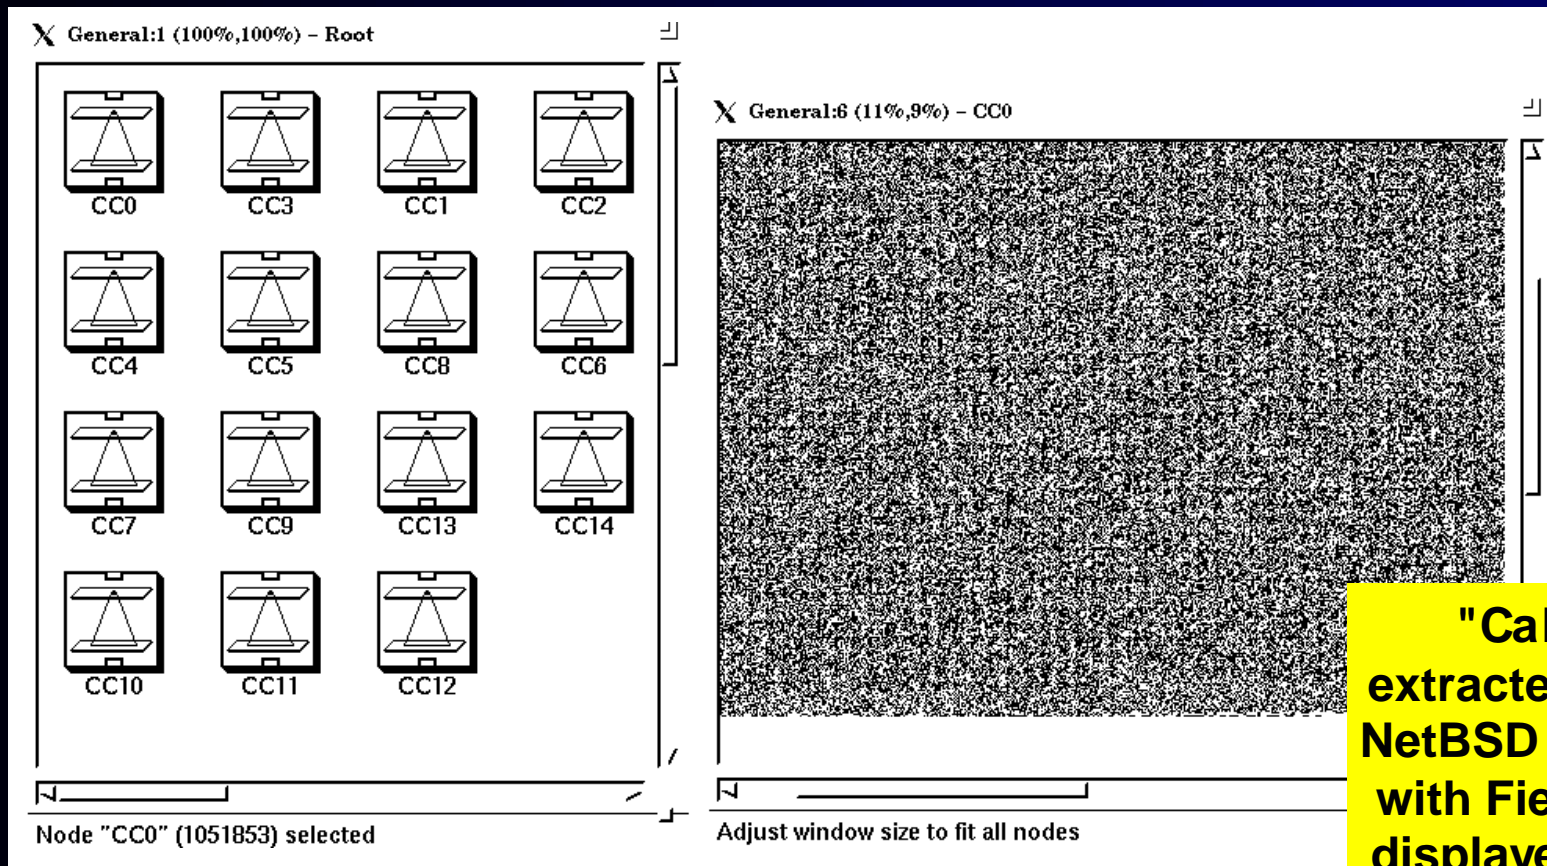 General:1 (100%,100%) – Root
CC0 CC3 CC1 CC2
CC4 CC5 CC8 CC6
CC7 CC9 CC13 CC14
CC10 CC11 CC12
Node "CC0" (1051853) selected
General:6 (11%,9%) – CC0
Adjust window size to fit all nodes
"Cal
extracte
NetBSD
with Fie
displaye